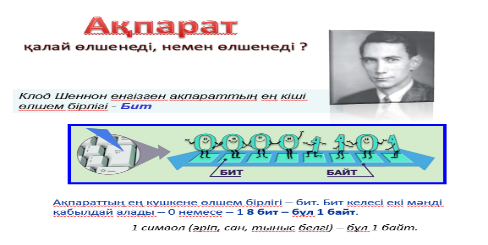 Ақпарат
қалай өлшенеді, немен өлшенеді ?
Клод Шеннон енгізген ақпараттың ең кіші
өлшем бірлігі - Бит
00001101
БИТ БАЙТ
Ақпараттың ең кішкене өлшем бірлігі – бит. Бит келесі екі мәнді
қабылдай алады – 0 немесе – 1 8 бит – бұл 1 байт.
1 символ (әріп, сан, тыныс белгі) – бұл 1 байт.